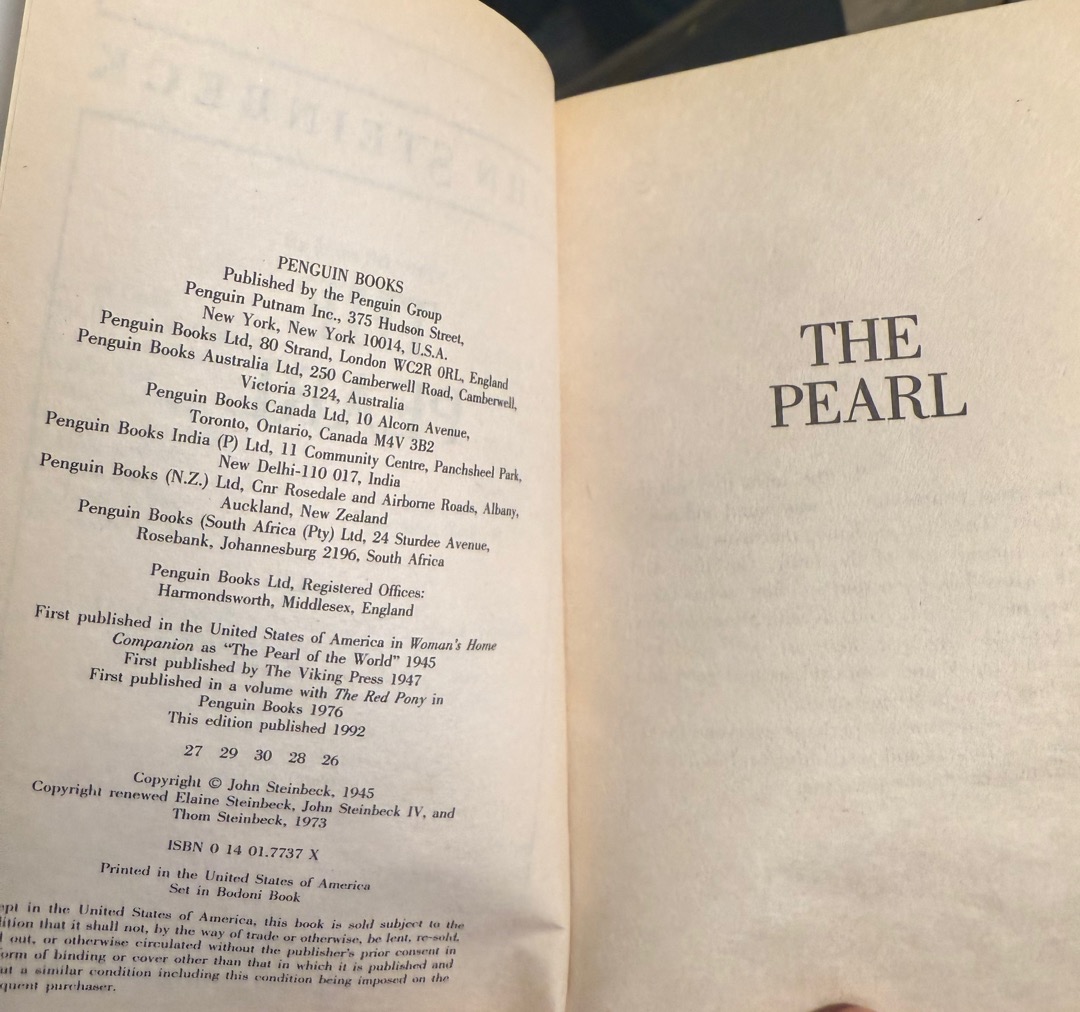 PENGUIN BOOKS
Published by the Penguin Group
Penguin Putnam Inc., 375 Hudson Street,
New York, New York 10014, U.S.A.
Penguin Books Ltd, 80 Strand, London WC2R 0RL, England
Penguin Books Australia Ltd, 250 Camberwell Road, Camberwell,
Victoria 3124, Australia
Penguin Books Canada Ltd, 10 Alcorn Avenue,
Toronto, Ontario, Canada M4V 3B2
Penguin Books India (P) Ltd, 11 Community Centre, Panchsheel Park,
New Delhi-110 017, India
Penguin Books (N.Z.) Ltd, Cnr Rosedale and Airborne Roads, Albany,
Auckland, New Zealand
Penguin Books (South Africa (Pty) Ltd, 24 Sturdee Avenue,
Rosebank, Johannesburg 2196, South Africa
Penguin Books Ltd, Registered Offices:
Harmondsworth, Middlesex, England
First published in the United States of America in Woman's Home
Companion as "The Pearl of the World" 1945
First published by The Viking Press 1947
First published in a volume with The Red Pony in
Penguin Books 1976
This edition published 1992
27 29 30 28 26
Copyright © John Steinbeck, 1945
Copyright renewed Elaine Steinbeck, John Steinbeck IV, and
Thom Steinbeck, 1973
ISBN 0 14 01.7737 X
Printed in the United States of America
Set in Bodoni Book
ept in the United States of America, this book is sold subject to the
lition that it shall not, by the way of trade or otherwise, be lent, re-sold,
out, or otherwise circulated without the publisher's prior consent in
orm of binding or cover other than that in which it is published and
ut a similar condition including this condition being imposed on the
quent purchaser.
THE
PEARL